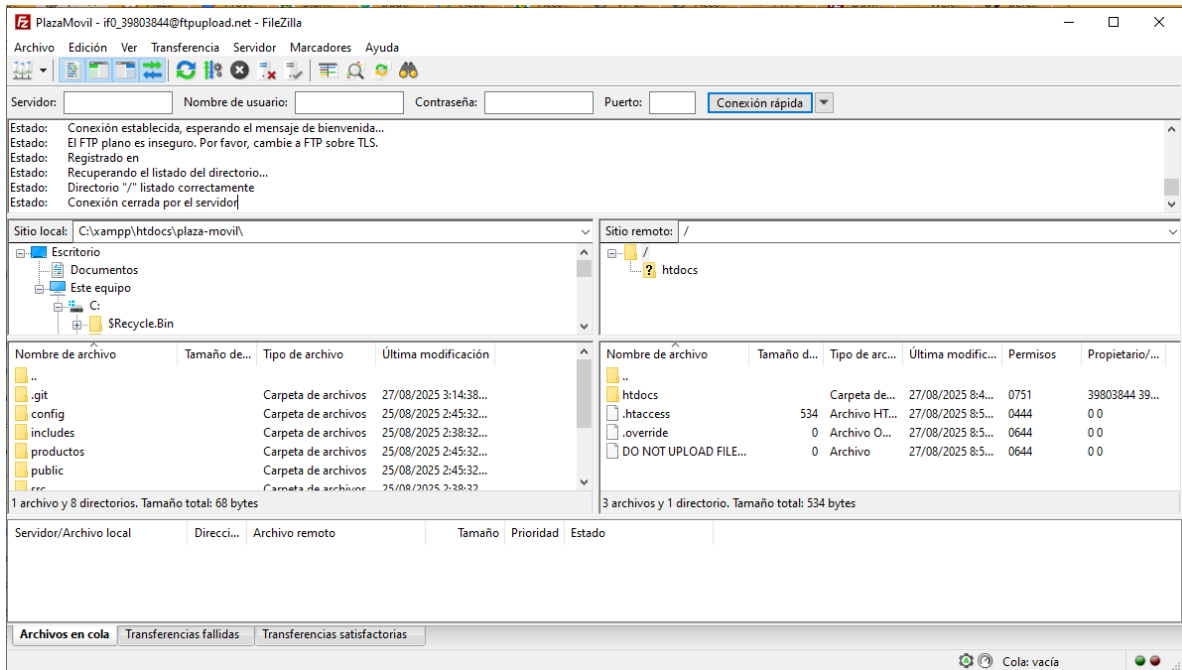 PlazaMovil - if0_39803844@ftpupload.net - FileZilla
Archivo Edición Ver Transferencia Servidor Marcadores Ayuda
Servidor: Nombre de usuario: Contraseña: Puerto: Conexión rápida
Estado: Conexión establecida, esperando el mensaje de bienvenida...
Estado: El FTP plano es inseguro. Por favor, cambie a FTP sobre TLS.
Estado: Registrado en
Estado: Recuperando el listado del directorio...
Estado: Directorio "/" listado correctamente
Estado: Conexión cerrada por el servidor
Sitio local: C:\xampp\htdocs\plaza-movil\
Escritorio
Documentos
Este equipo
C:
$Recycle.Bin
Sitio remoto: /
/
? htdocs
Nombre de archivo Tamaño de... Tipo de archivo Última modificación
..
.git Carpeta de archivos 27/08/2025 3:14:38...
config Carpeta de archivos 25/08/2025 2:45:32...
includes Carpeta de archivos 25/08/2025 2:38:32...
productos Carpeta de archivos 25/08/2025 2:45:32...
public Carpeta de archivos 25/08/2025 2:45:32...
src Carpeta de archivos 25/08/2025 2:38:32
1 archivo y 8 directorios. Tamaño total: 68 bytes
Nombre de archivo Tamaño d... Tipo de arc... Última modific... Permisos Propietario/...
..
htdocs Carpeta de... 27/08/2025 8:4... 0751 39803844 39...
.htaccess 534 Archivo HT... 27/08/2025 8:5... 0444 0 0
.override 0 Archivo O... 27/08/2025 8:5... 0644 0 0
DO NOT UPLOAD FILE... 0 Archivo 27/08/2025 8:5... 0644 0 0
3 archivos y 1 directorio. Tamaño total: 534 bytes
Servidor/Archivo local Direcci... Archivo remoto Tamaño Prioridad Estado
Archivos en cola Transferencias fallidas Transferencias satisfactorias
Cola: vacía